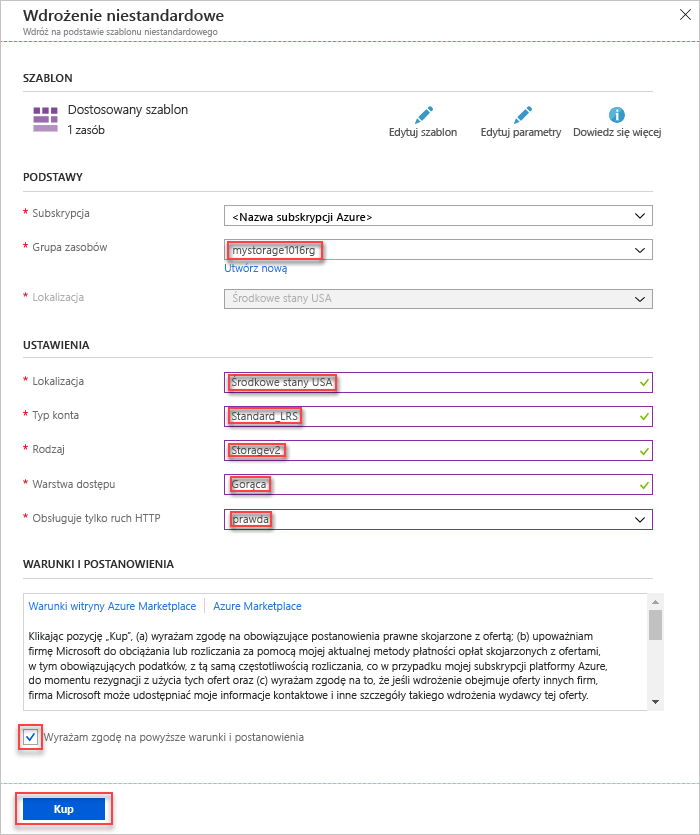 Wdrożenie niestandardowe
Wdróż na podstawie szablonu niestandardowego
SZABLON
Dostosowany szablon
1 zasób
Edytuj szablon
Edytuj parametry
Dowiedz się więcej
PODSTAWY
* Subskrypcja
<Nazwa subskrypcji Azure>
* Grupa zasobów
mystorage1016rg
Utwórz nową
* Lokalizacja
Środkowe stany USA
USTAWIENIA
* Lokalizacja
Środkowe stany USA
* Typ konta
Standard_LRS
* Rodzaj
Storagev2
* Warstwa dostępu
Gorąca
* Obsługuje tylko ruch HTTP
prawda
WARUNKI I POSTANOWIENIA
Warunki witryny Azure Marketplace
Azure Marketplace
Klikając pozycję „Kup”, (a) wyrażam zgodę na obowiązujące postanowienia prawne skojarzone z ofertą; (b) upoważniam
firmę Microsoft do obciążania lub rozliczania za pomocą mojej aktualnej metody płatności opłat skojarzonych z ofertami,
w tym obowiązujących podatków, z tą samą częstotliwością rozliczania, co w przypadku mojej subskrypcji platformy Azure,
do momentu rezygnacji z użycia tych ofert oraz (c) wyrażam zgodę na to, że jeśli wdrożenie obejmuje oferty innych firm,
firma Microsoft może udostępniać moje informacje kontaktowe i inne szczegóły takiego wdrożenia wydawcy tej oferty.
Wyrażam zgodę na powyższe warunki i postanowienia
Kup